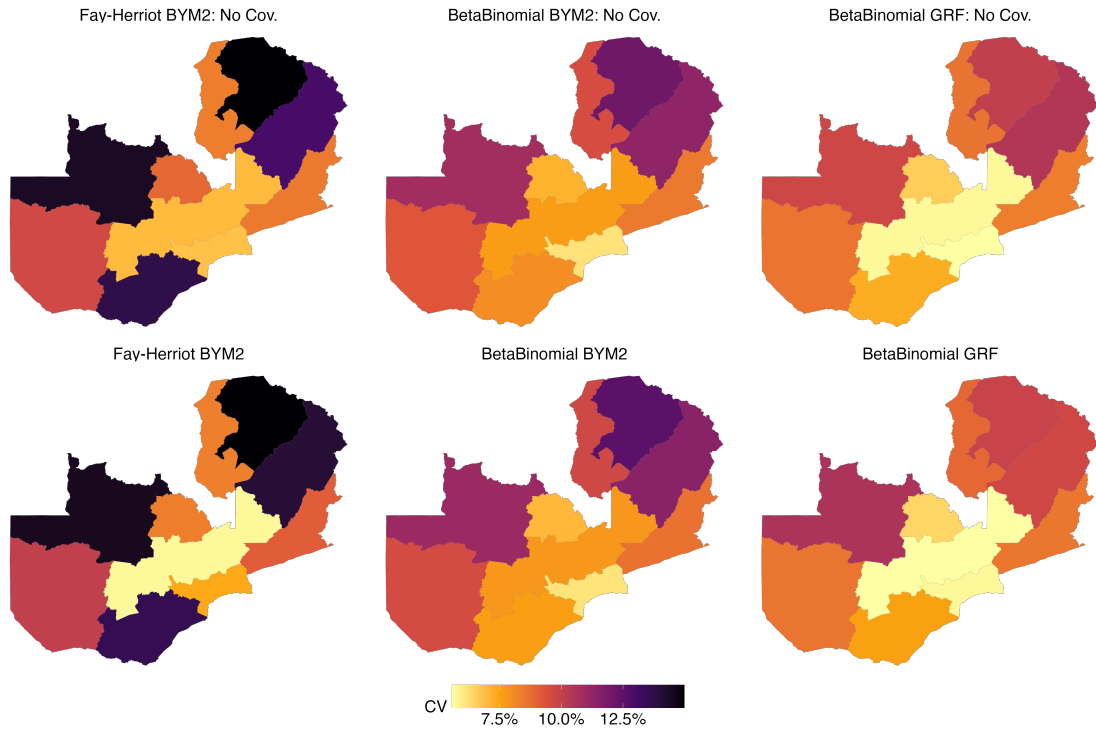 Fay-Herriot BYM2: No Cov.
BetaBinomial BYM2: No Cov.
BetaBinomial GRF: No Cov.
Fay-Herriot BYM2
BetaBinomial BYM2
BetaBinomial GRF
CV
7.5% 10.0% 12.5%